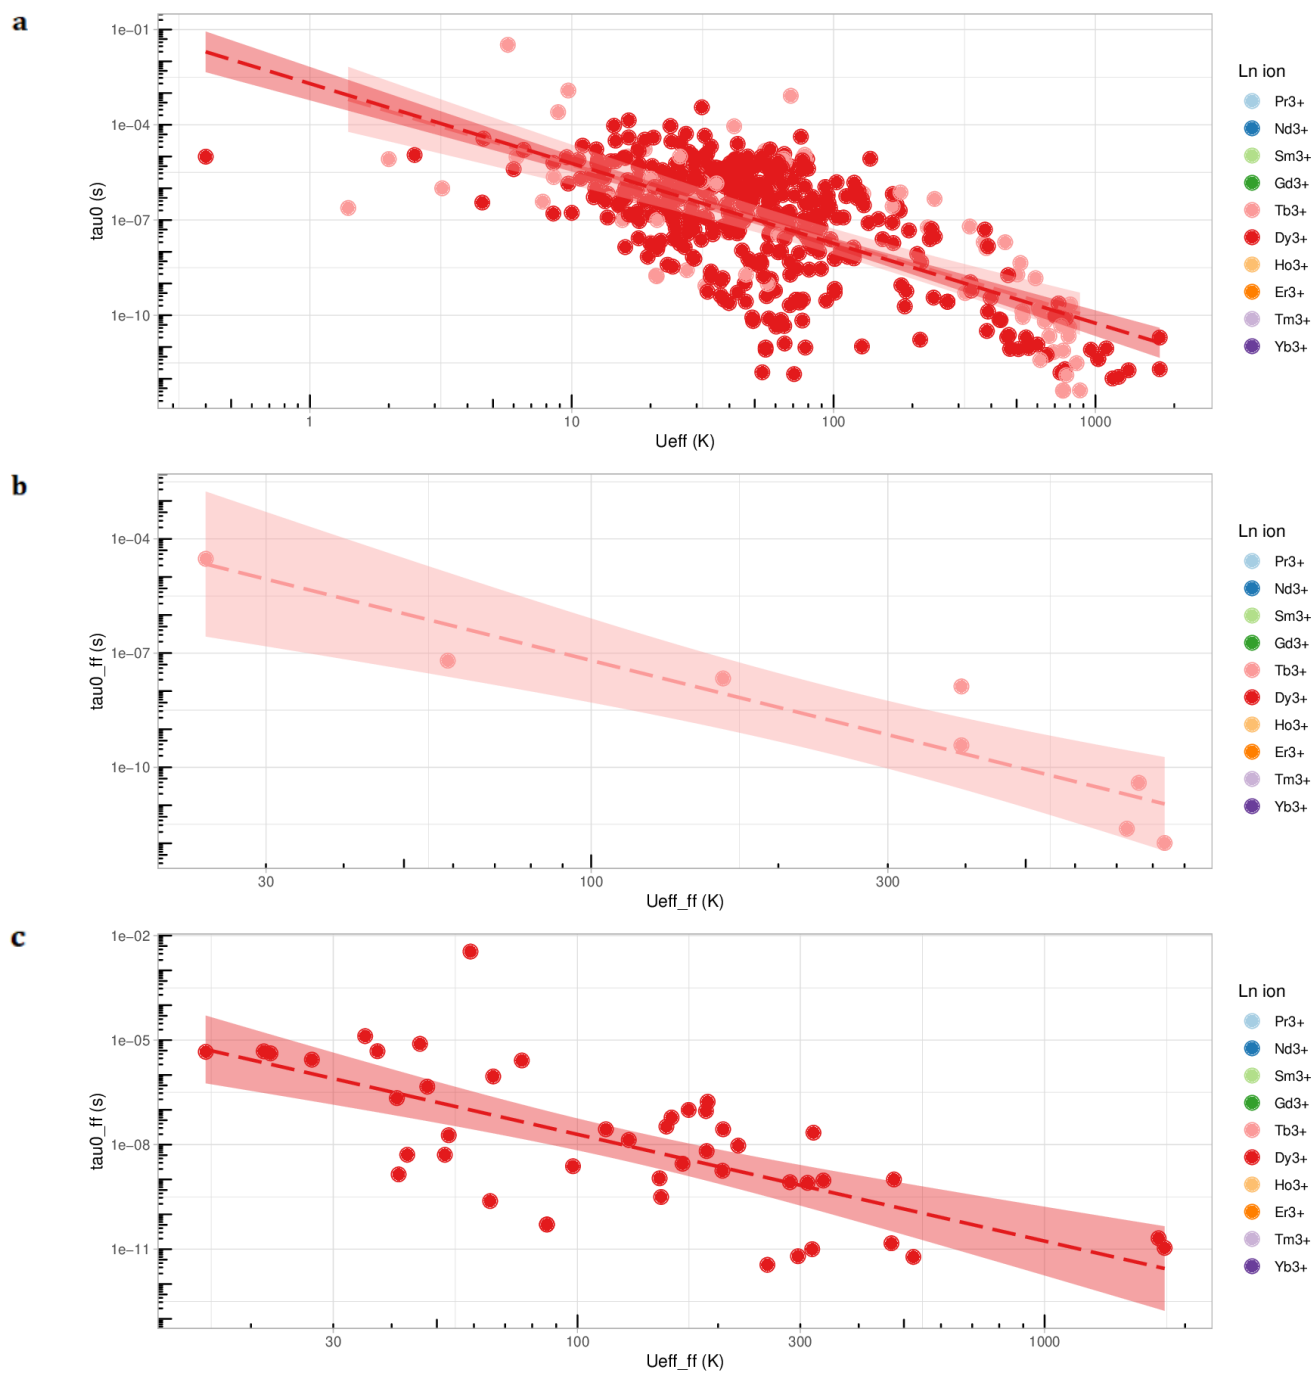 a
1e−01
1e−04
1e−07
1e−10
tau0 (s)
1
10
100
1000
Ueff (K)
Ln ion
Pr3+
Nd3+
Sm3+
Gd3+
Tb3+
Dy3+
Ho3+
Er3+
Tm3+
Yb3+
b
1e−04
1e−07
1e−10
tau0_ff (s)
30
100
300
Ueff_ff (K)
Ln ion
Pr3+
Nd3+
Sm3+
Gd3+
Tb3+
Dy3+
Ho3+
Er3+
Tm3+
Yb3+
c
1e−02
1e−05
1e−08
1e−11
tau0_ff (s)
30
100
300
1000
Ueff_ff (K)
Ln ion
Pr3+
Nd3+
Sm3+
Gd3+
Tb3+
Dy3+
Ho3+
Er3+
Tm3+
Yb3+